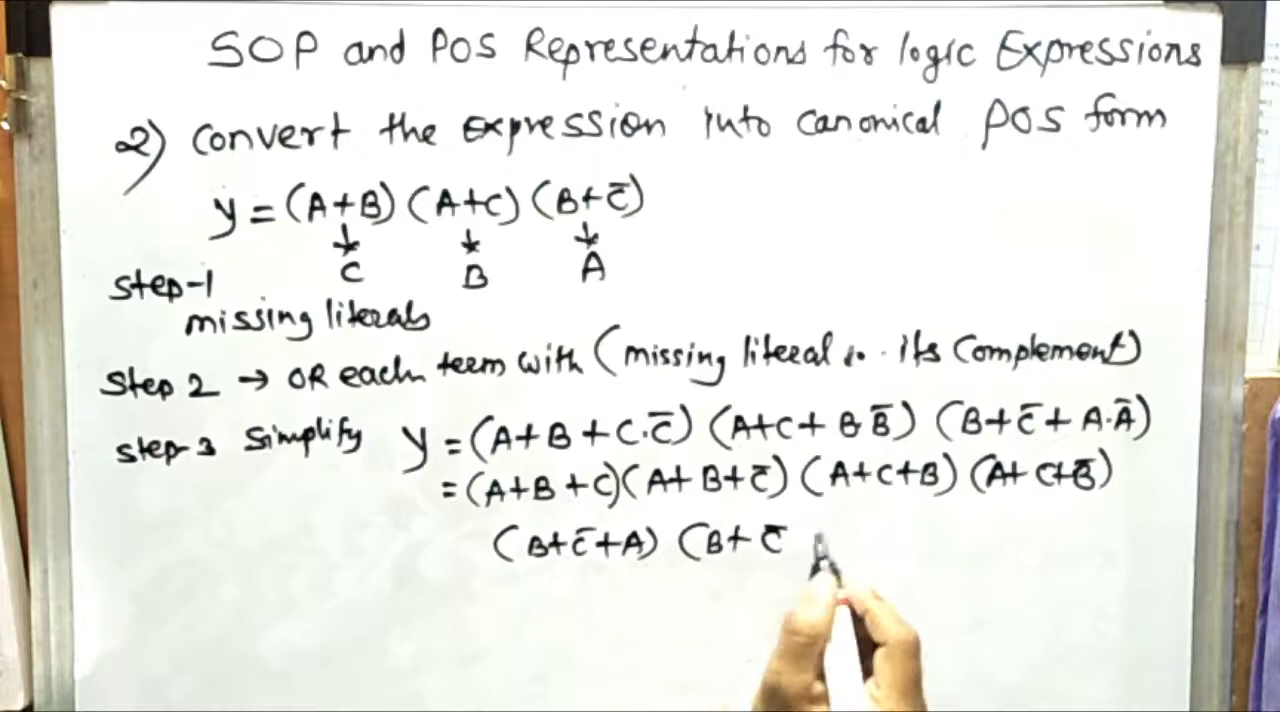 SOP and POS Representations for logic Expressions
2) Convert the Expression into canonical POS form
y = (A+B) (A+C) (B+C̅)
C B A
Step-1
missing literals
Step 2 → OR each term with (missing literal . its Complement)
Step-3 Simplify y = (A+B+C.C̅) (A+C+B B̅) (B+C̅+A.A̅)
= (A+B+C)(A+B+C̅) (A+C+B) (A+C+B̅)
(B+C̅+A) (B+C̅